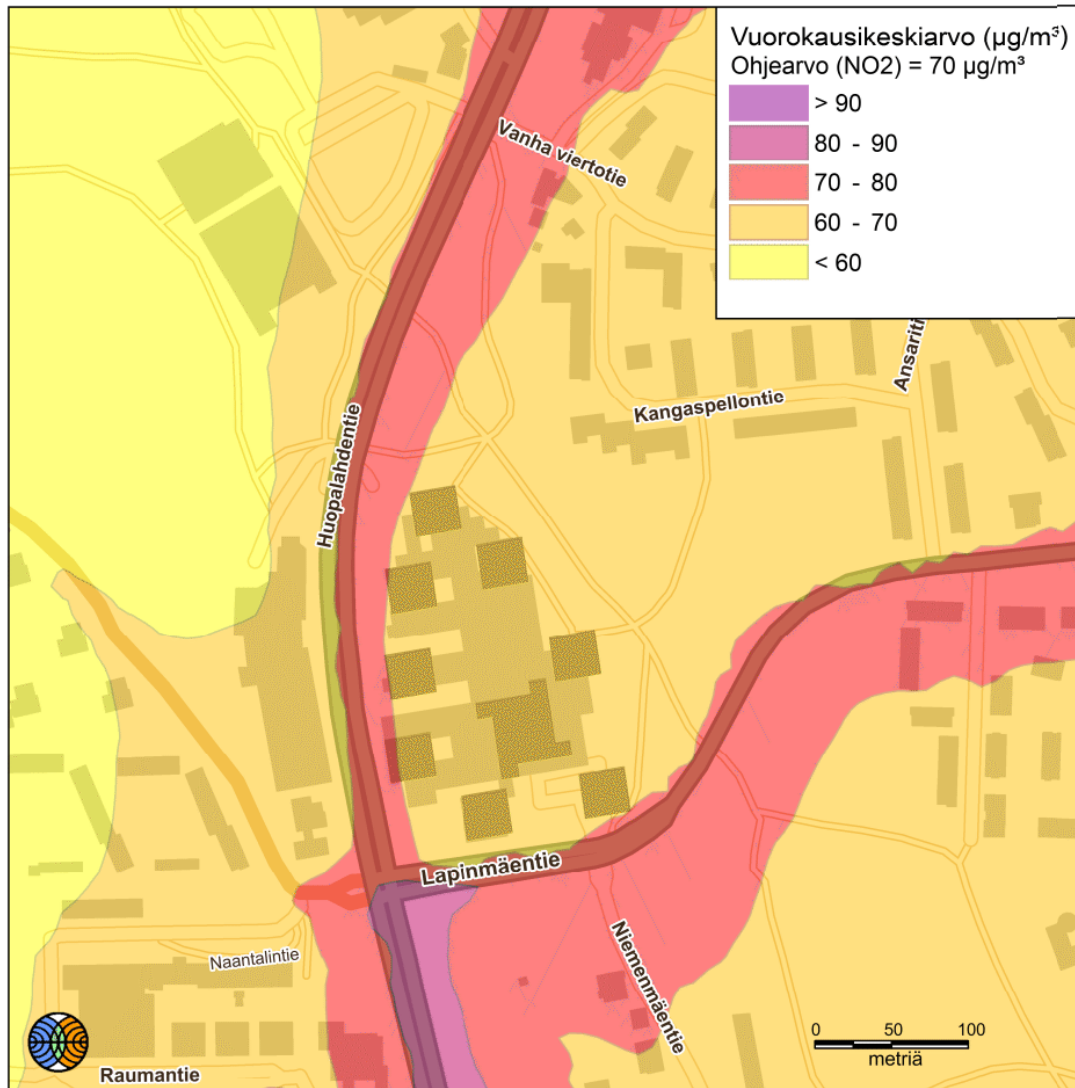 Vuorokausikeskiarvo (µg/m³)
Ohjearvo (NO2) = 70 µg/m³
> 90
80 - 90
70 - 80
60 - 70
< 60
Vanha viertotie
Ansariti
Kangaspellontie
Huopalahdentie
Lapinmäentie
Niemenmäentie
Naantalintie
Raumantie
0 50 100
metriä